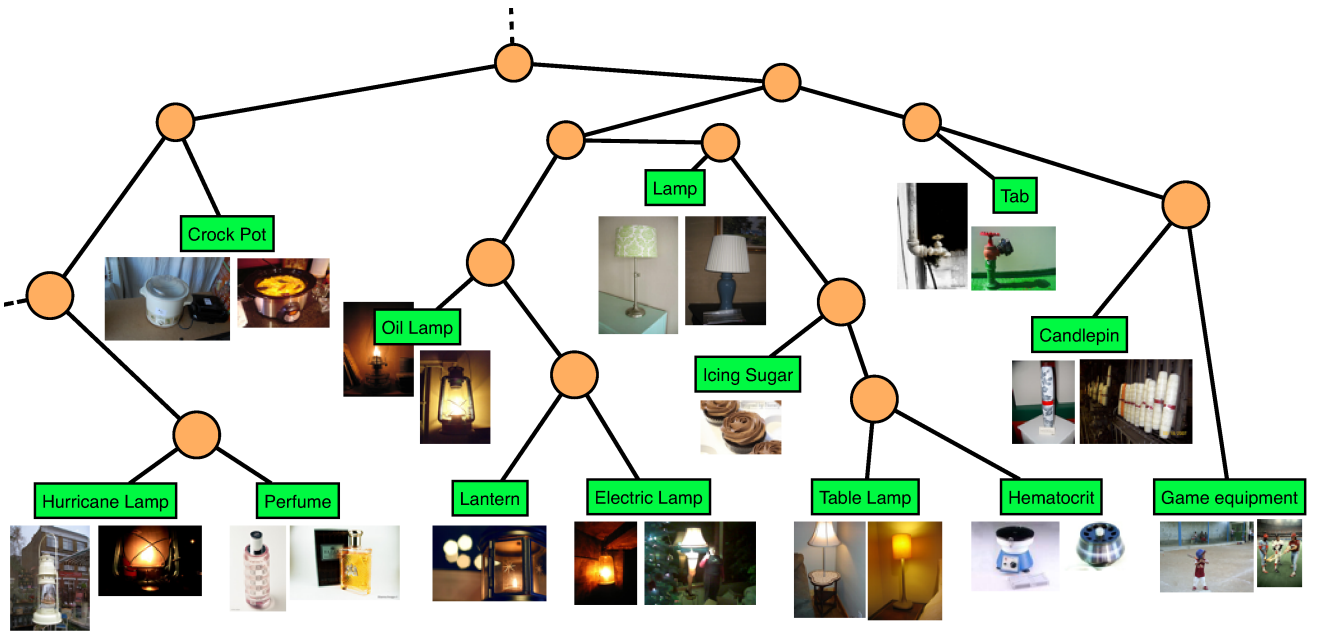 Lamp
Tab
Crock Pot
Oil Lamp
Candlepin
Icing Sugar
Hurricane Lamp
Perfume
Lantern
Electric Lamp
Table Lamp
Hematocrit
Game equipment